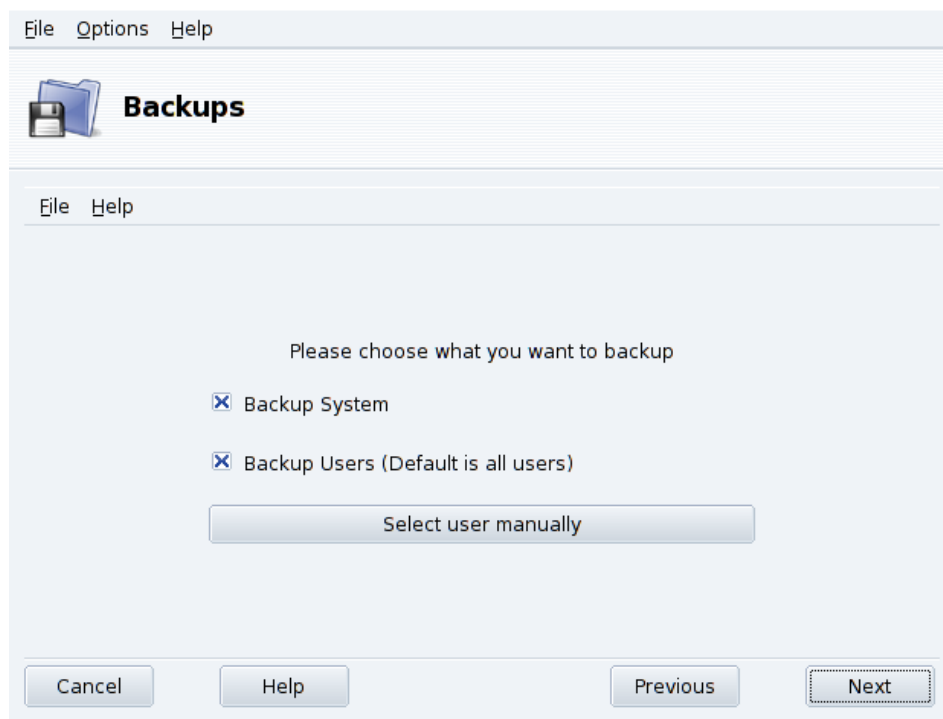 File Options Help
Backups
File Help
Please choose what you want to backup
Backup System
Backup Users (Default is all users)
Select user manually
Cancel Help Previous Next